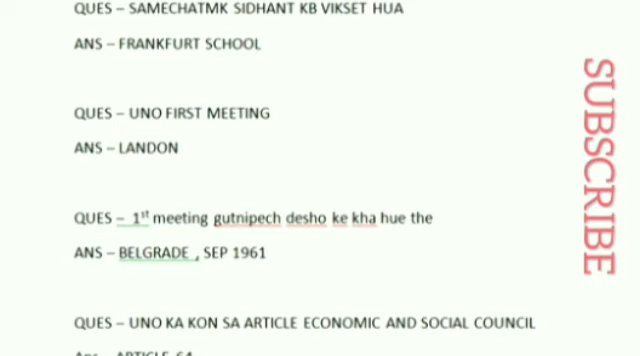 QUES – SAMECHATMK SIDHANT KB VIKSET HUA
ANS – FRANKFURT SCHOOL
QUES – UNO FIRST MEETING
ANS – LANDON
QUES – 1st meeting gutnipech desho ke kha hue the
ANS – BELGRADE , SEP 1961
QUES – UNO KA KON SA ARTICLE ECONOMIC AND SOCIAL COUNCIL
SUBSCRIBE